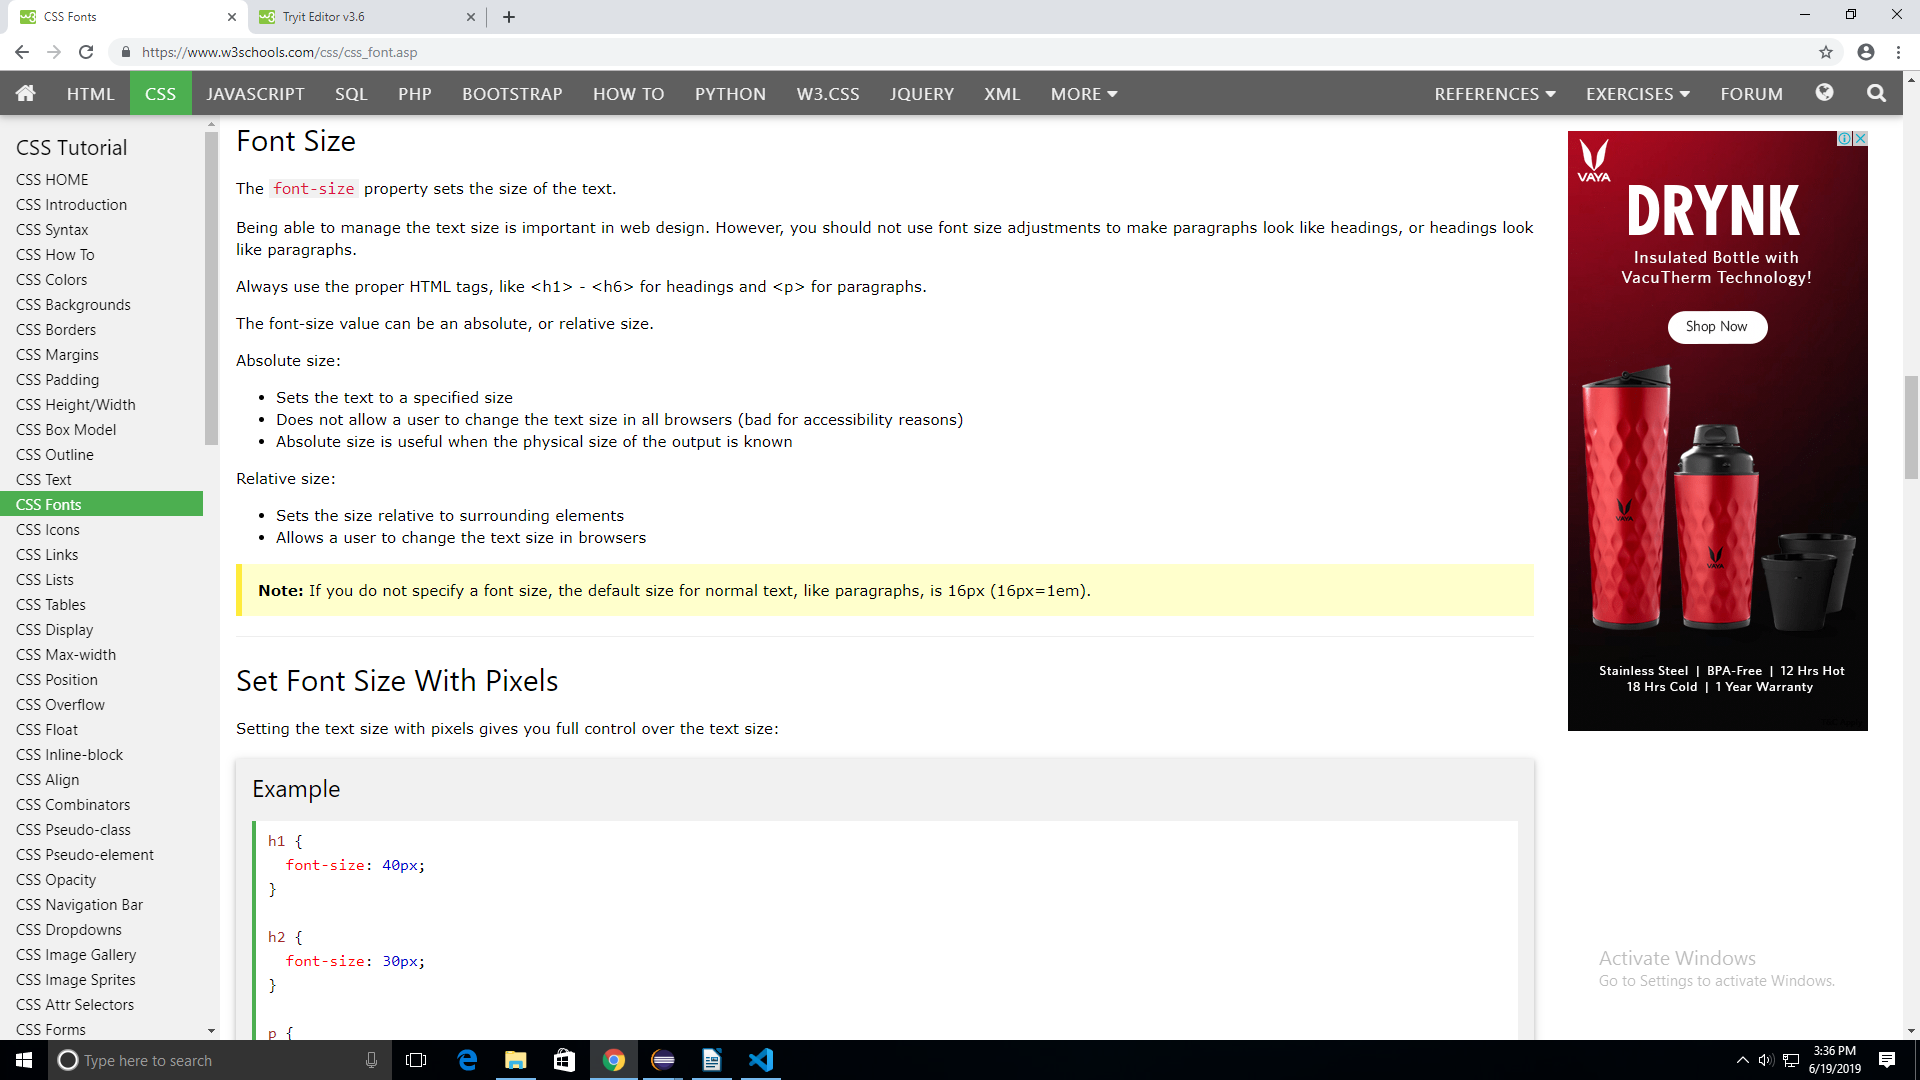 CSS Fonts
Tryit Editor v3.6
https://www.w3schools.com/css/css_font.asp
HTML CSS JAVASCRIPT SQL PHP BOOTSTRAP HOW TO PYTHON W3.CSS JQUERY XML MORE REFERENCES EXERCISES FORUM
CSS Tutorial
CSS HOME
CSS Introduction
CSS Syntax
CSS How To
CSS Colors
CSS Backgrounds
CSS Borders
CSS Margins
CSS Padding
CSS Height/Width
CSS Box Model
CSS Outline
CSS Text
CSS Fonts
CSS Icons
CSS Links
CSS Lists
CSS Tables
CSS Display
CSS Max-width
CSS Position
CSS Overflow
CSS Float
CSS Inline-block
CSS Align
CSS Combinators
CSS Pseudo-class
CSS Pseudo-element
CSS Opacity
CSS Navigation Bar
CSS Dropdowns
CSS Image Gallery
CSS Image Sprites
CSS Attr Selectors
CSS Forms
Font Size
The font-size property sets the size of the text.
Being able to manage the text size is important in web design. However, you should not use font size adjustments to make paragraphs look like headings, or headings look
like paragraphs.
Always use the proper HTML tags, like <h1> - <h6> for headings and <p> for paragraphs.
The font-size value can be an absolute, or relative size.
Absolute size:
• Sets the text to a specified size
• Does not allow a user to change the text size in all browsers (bad for accessibility reasons)
• Absolute size is useful when the physical size of the output is known
Relative size:
• Sets the size relative to surrounding elements
• Allows a user to change the text size in browsers
Note: If you do not specify a font size, the default size for normal text, like paragraphs, is 16px (16px=1em).
Set Font Size With Pixels
Setting the text size with pixels gives you full control over the text size:
Example
h1 {
font-size: 40px;
}
h2 {
font-size: 30px;
}
p {
VAYA
DRYNK
Insulated Bottle with
VacuTherm Technology!
Shop Now
VAYA
VAYA
Stainless Steel | BPA-Free | 12 Hrs Hot
18 Hrs Cold | 1 Year Warranty
Activate Windows
Go to Settings to activate Windows.
Type here to search
3:36 PM
6/19/2019